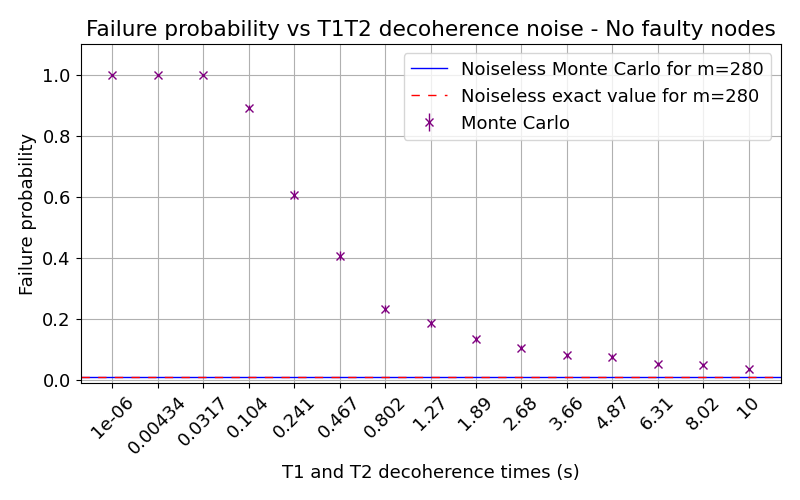 Failure probability vs T1T2 decoherence noise - No faulty nodes
Noiseless Monte Carlo for m=280
Noiseless exact value for m=280
Monte Carlo
Failure probability
1.0
0.8
0.6
0.4
0.2
0.0
1e-06
0.00434
0.0317
0.104
0.241
0.467
0.802
1.27
1.89
2.68
3.66
4.87
6.31
8.02
10
T1 and T2 decoherence times (s)